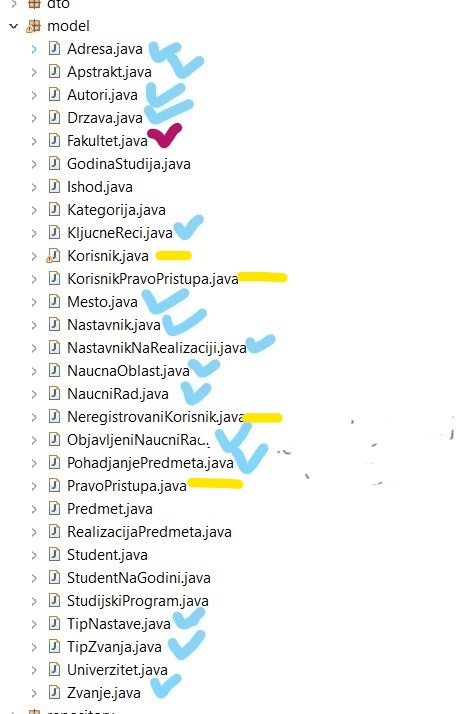 dto
model
Adresa.java
Apstrakt.java
Autori.java
Drzava.java
Fakultet.java
GodinaStudija.java
Ishod.java
Kategorija.java
KljucneReci.java
Korisnik.java
KorisnikPravoPristupa.java
Mesto.java
Nastavnik.java
NastavnikNaRealizaciji.java
NaucnaOblast.java
NaucniRad.java
NeregistrovaniKorisnik.java
PohadjanjePredmeta.java
PravoPristupa.java
Predmet.java
RealizacijaPredmeta.java
Student.java
StudentNaGodini.java
StudijskiProgram.java
TipNastave.java
TipZvanja.java
Univerzitet.java
Zvanje.java